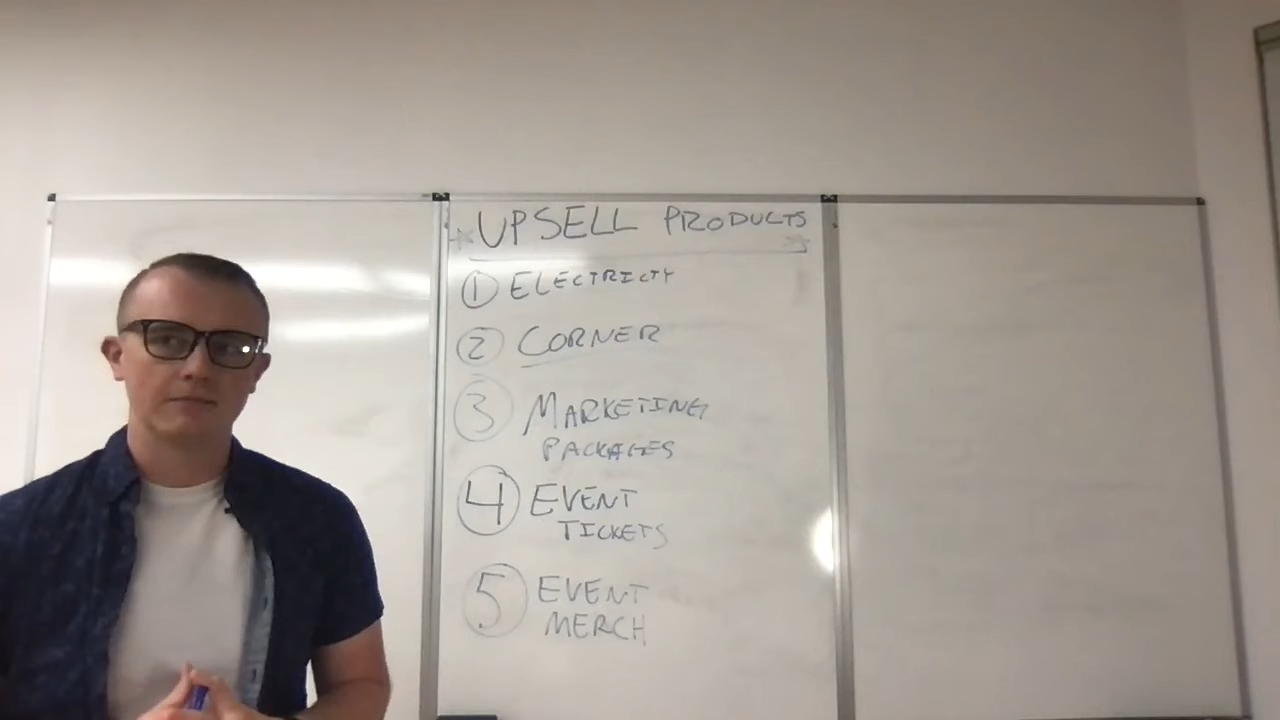 UPSELL PRODUCTS
1 ELECTRICTY
2 CORNER
3 MARKETING
PACKAGES
4 EVENT
TICKETS
5 EVENT
MERCH